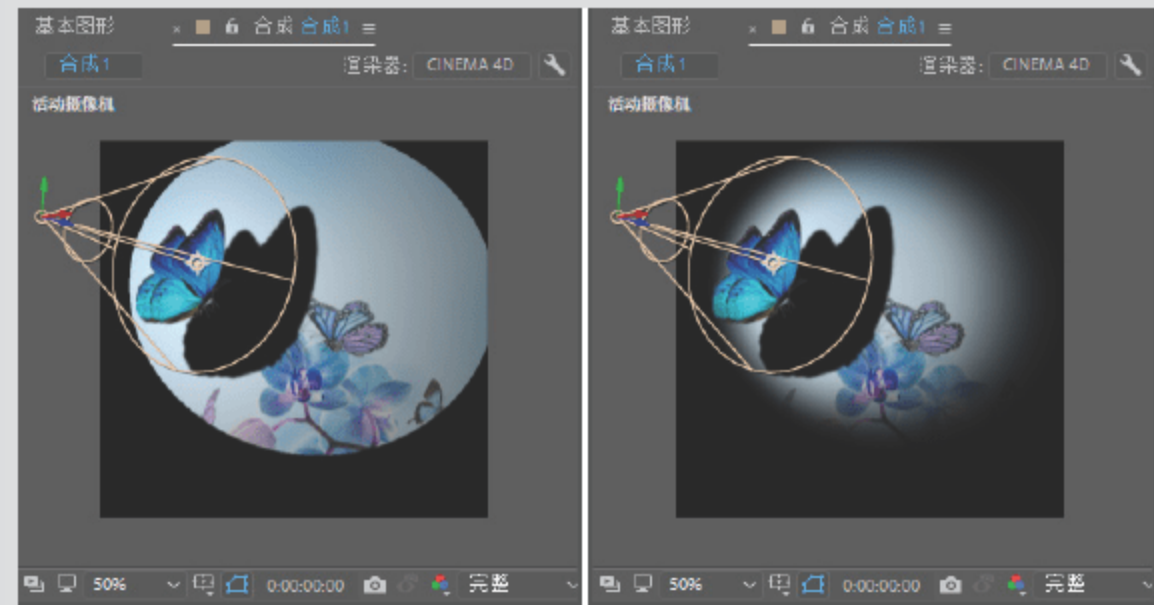 基本图形
× 合成 合成1 ≡
合成1
渲染器: CINEMA 4D
活动摄像机
50%
0:00:00:00
完整
基本图形
× 合成 合成1 ≡
合成1
渲染器: CINEMA 4D
活动摄像机
50%
0:00:00:00
完整